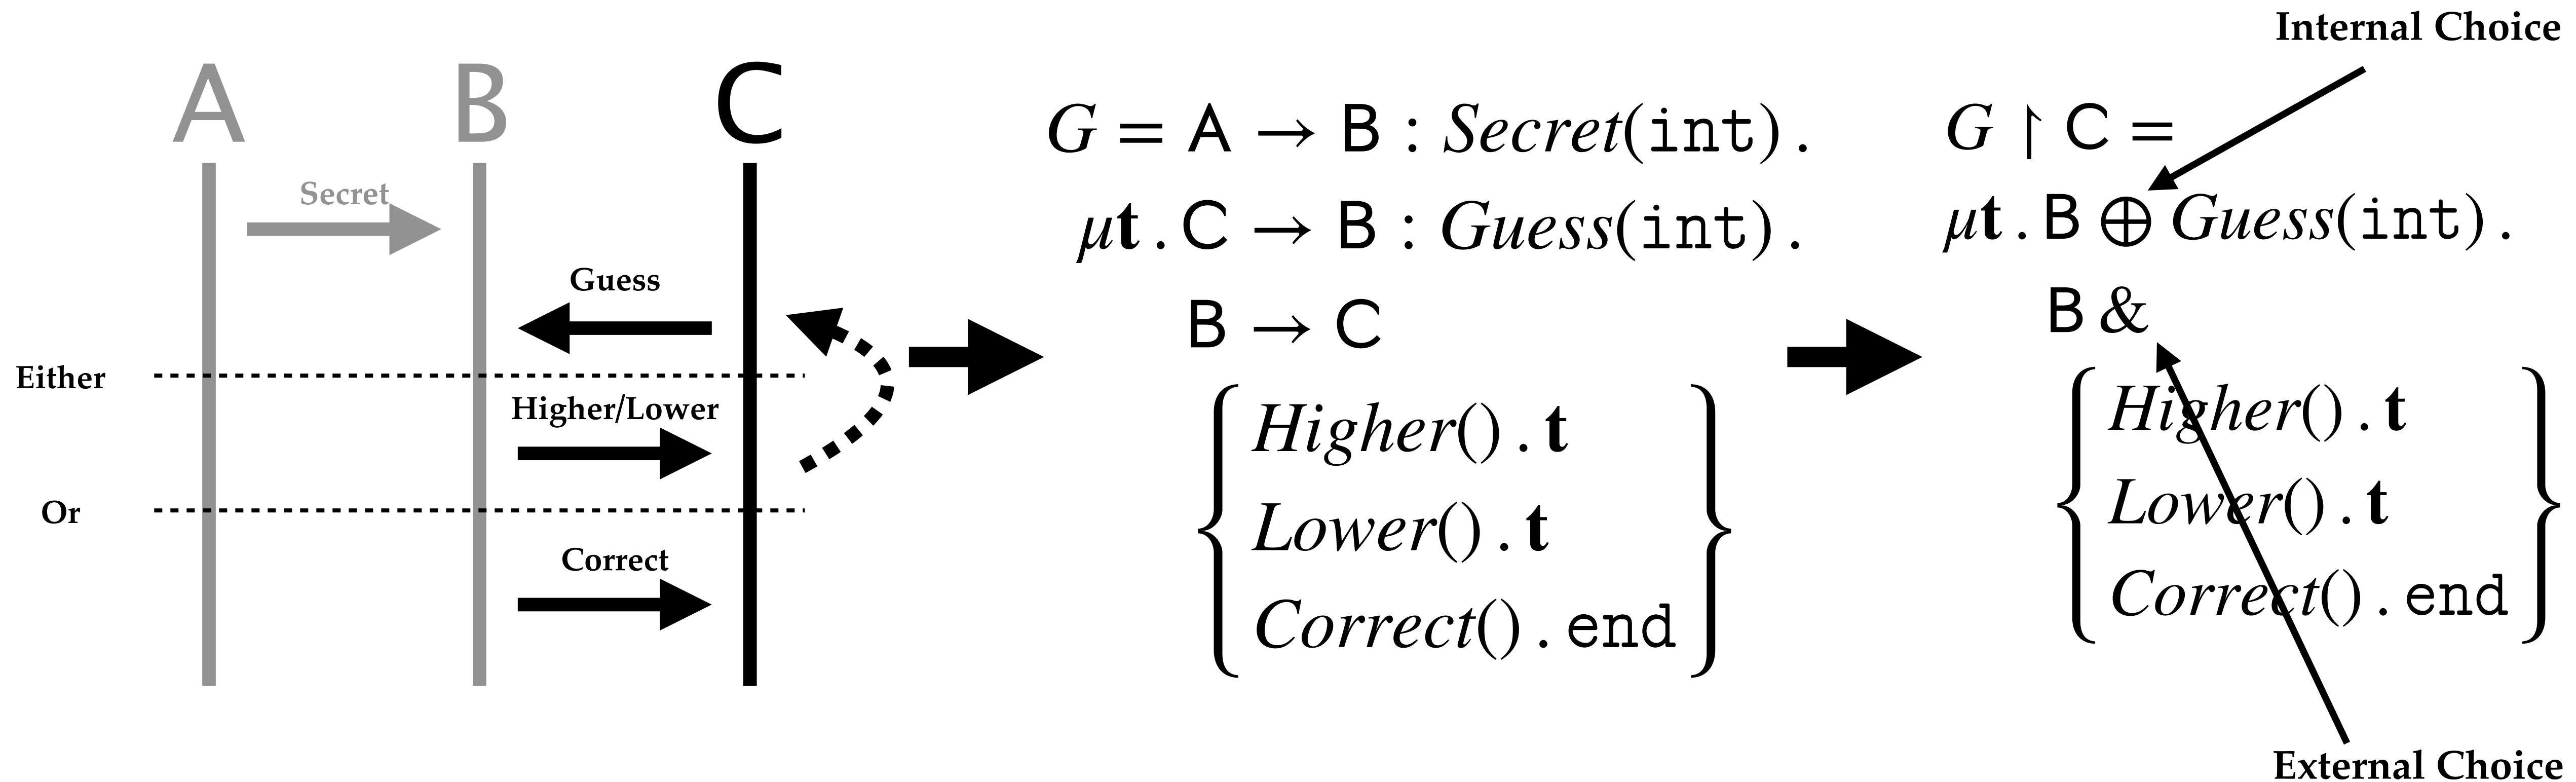 A B C
Secret
Guess
Either
Higher/Lower
Or
Correct
G = A → B : Secret(int) .
μt . C → B : Guess(int) .
B → C
{ Higher() . t
Lower() . t
Correct() . end }
Internal Choice
G ↾ C =
μt . B ⊕ Guess(int) .
B &
{ Higher() . t
Lower() . t
Correct() . end }
External Choice